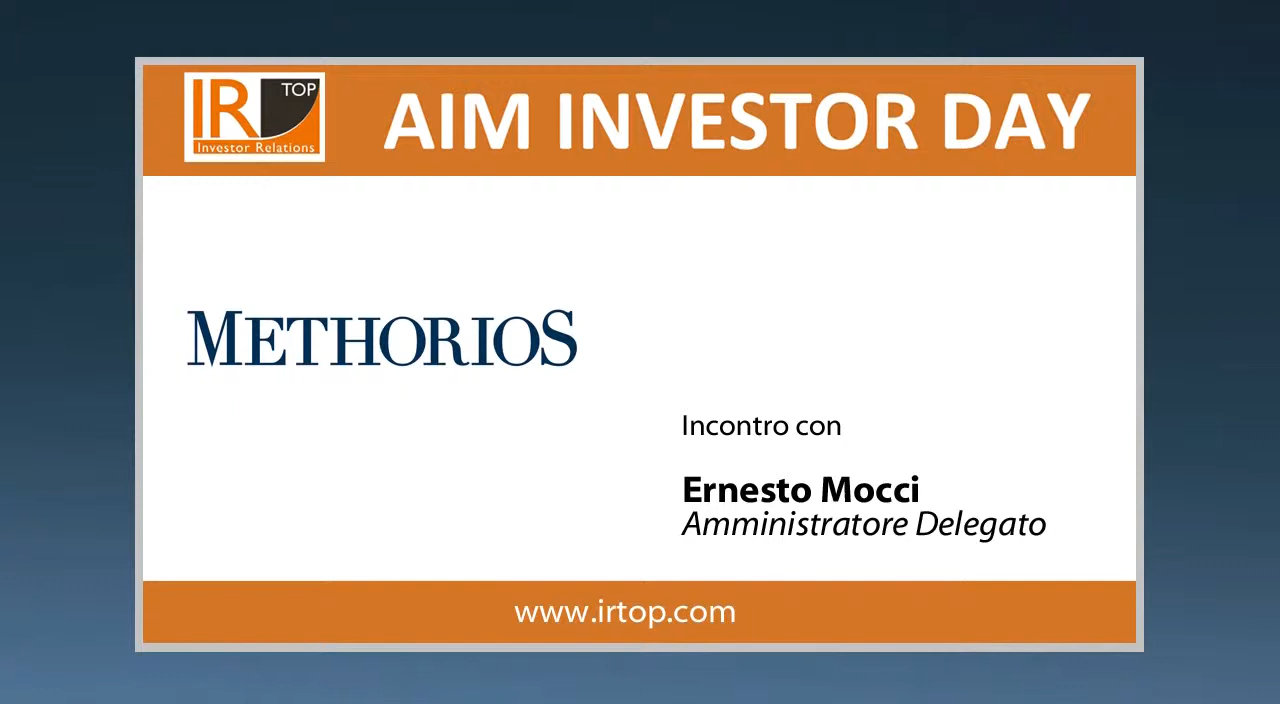 IR TOP
Investor Relations
AIM INVESTOR DAY
METHORIOS
Incontro con
Ernesto Mocci
Amministratore Delegato
www.irtop.com